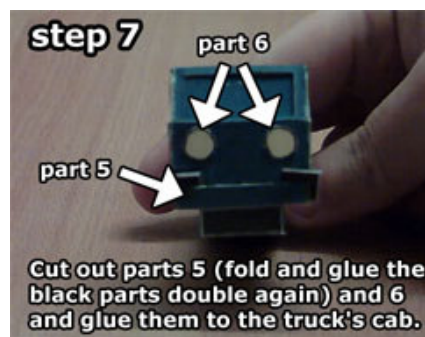 step 7
part 6
part 5
Cut out parts 5 (fold and glue the
black parts double again) and 6
and glue them to the truck's cab.